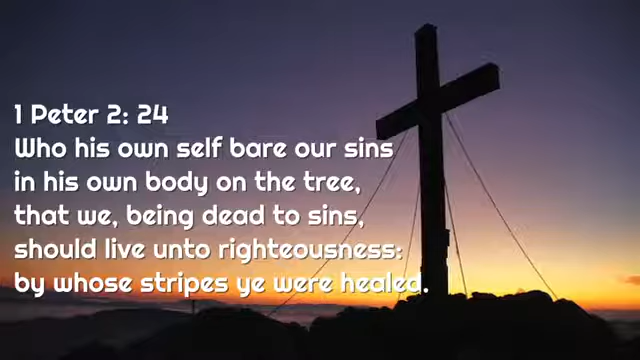 1 Peter 2: 24
Who his own self bare our sins
in his own body on the tree,
that we, being dead to sins,
should live unto righteousness:
by whose stripes ye were healed.